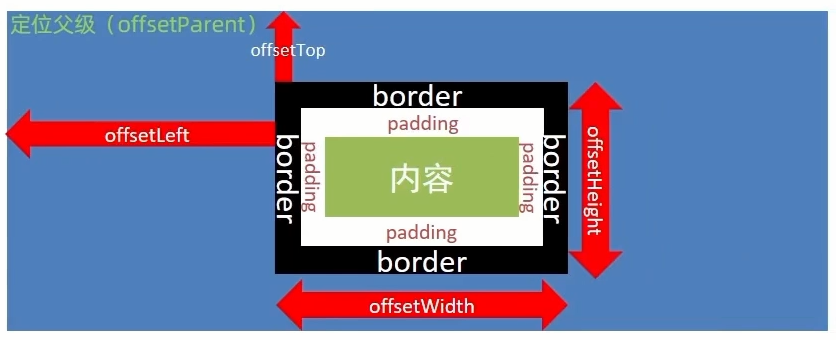 定位父级（offsetParent）
offsetTop
border
padding
offsetLeft
border
padding
内容
padding
border
offsetHeight
padding
border
offsetWidth